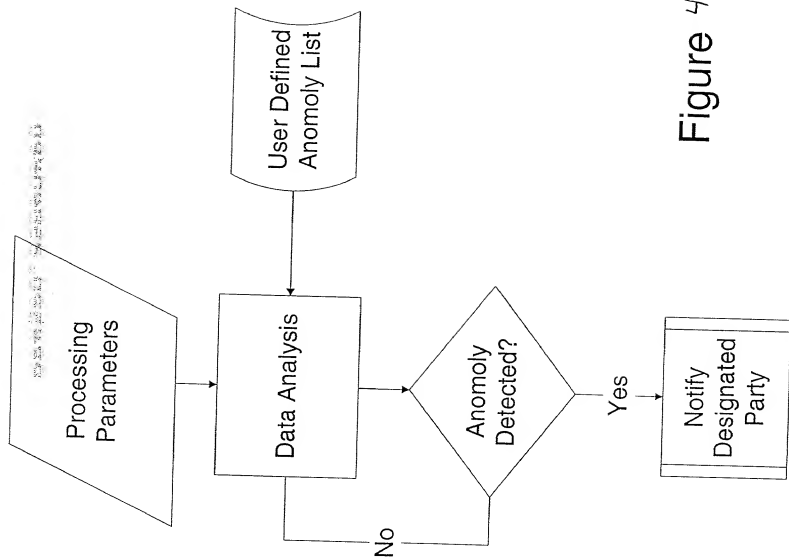 Processing
Parameters
User Defined
Anomoly List
Data Analysis
Anomoly
Detected?
No
Yes
Notify
Designated
Party
Figure 4